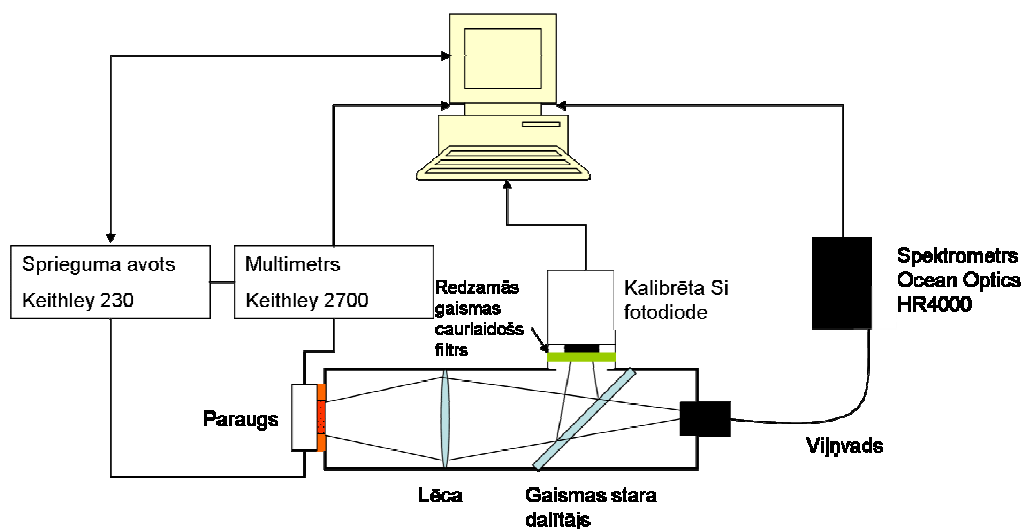 Sprieguma avots
Keithley 230
Multimetrs
Keithley 2700
Redzamās
gaismas
caurlaidošs
filtrs
Kalibrēta Si
fotodiode
Spektrometrs
Ocean Optics
HR4000
Paraugs
Viļņvads
Lēca
Gaismas stara
dalītājs